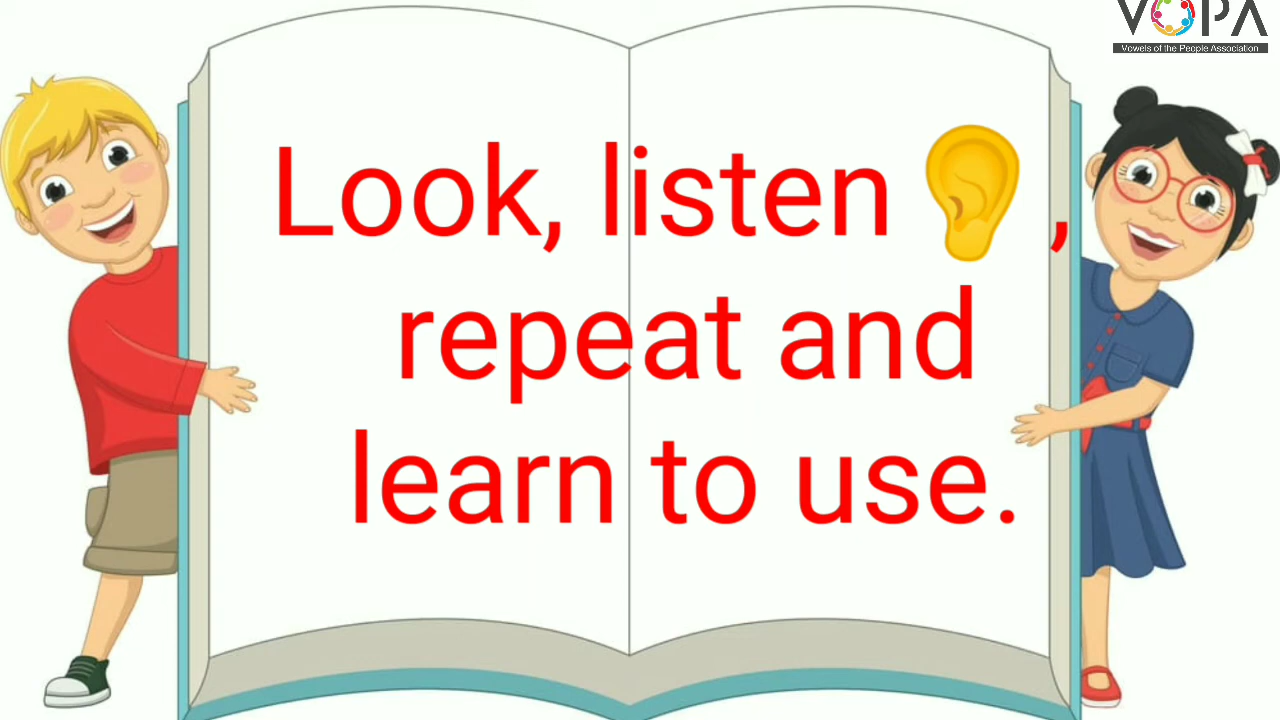 VOPA
Vowels of the People Association
Look, listen👂,
repeat and
learn to use.